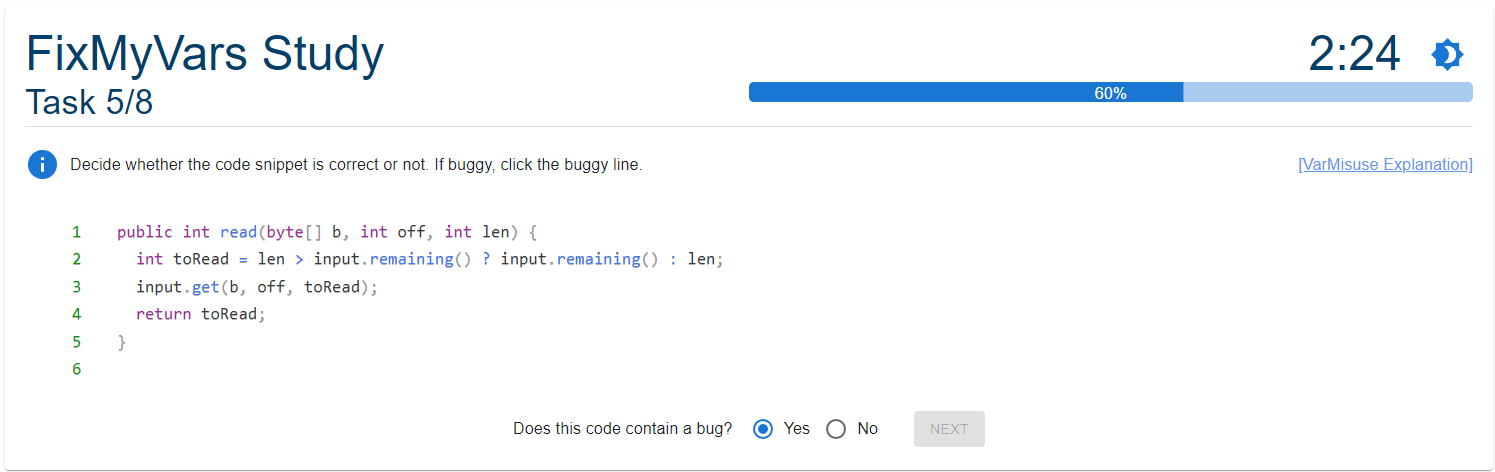 FixMyVars Study
2:24
Task 5/8
60%
Decide whether the code snippet is correct or not. If buggy, click the buggy line.
[VarMisuse Explanation]
1 public int read(byte[] b, int off, int len) {
2   int toRead = len > input.remaining() ? input.remaining() : len;
3   input.get(b, off, toRead);
4   return toRead;
5 }
6
Does this code contain a bug? Yes No NEXT